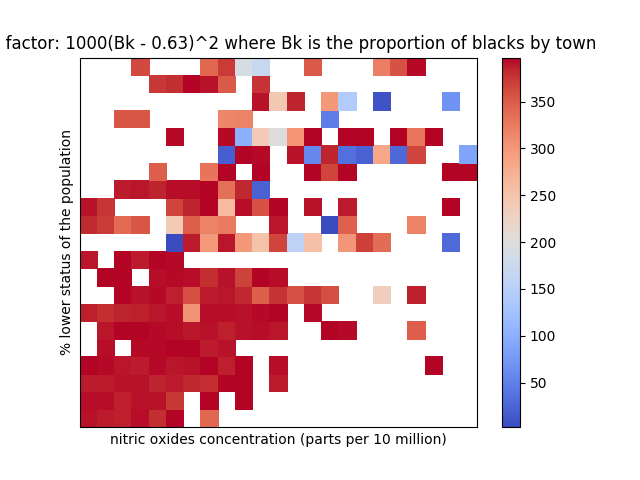 factor: 1000(Bk - 0.63)^2 where Bk is the proportion of blacks by town
% lower status of the population
nitric oxides concentration (parts per 10 million)
350
300
250
200
150
100
50